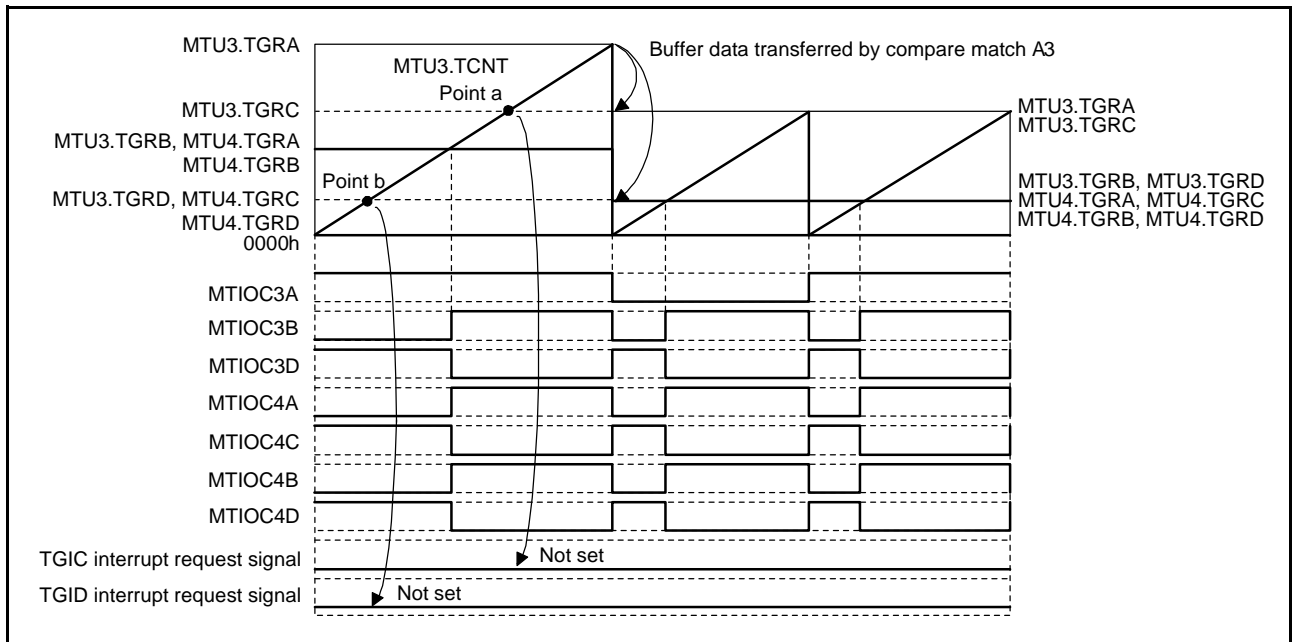 MTU3.TGRA
Buffer data transferred by compare match A3
MTU3.TCNT
Point a
MTU3.TGRC
MTU3.TGRA
MTU3.TGRC
MTU3.TGRB, MTU4.TGRA
MTU4.TGRB
Point b
MTU3.TGRD, MTU4.TGRC
MTU4.TGRD
0000h
MTU3.TGRB, MTU3.TGRD
MTU4.TGRA, MTU4.TGRC
MTU4.TGRB, MTU4.TGRD
MTIOC3A
MTIOC3B
MTIOC3D
MTIOC4A
MTIOC4C
MTIOC4B
MTIOC4D
TGIC interrupt request signal
Not set
TGID interrupt request signal
Not set